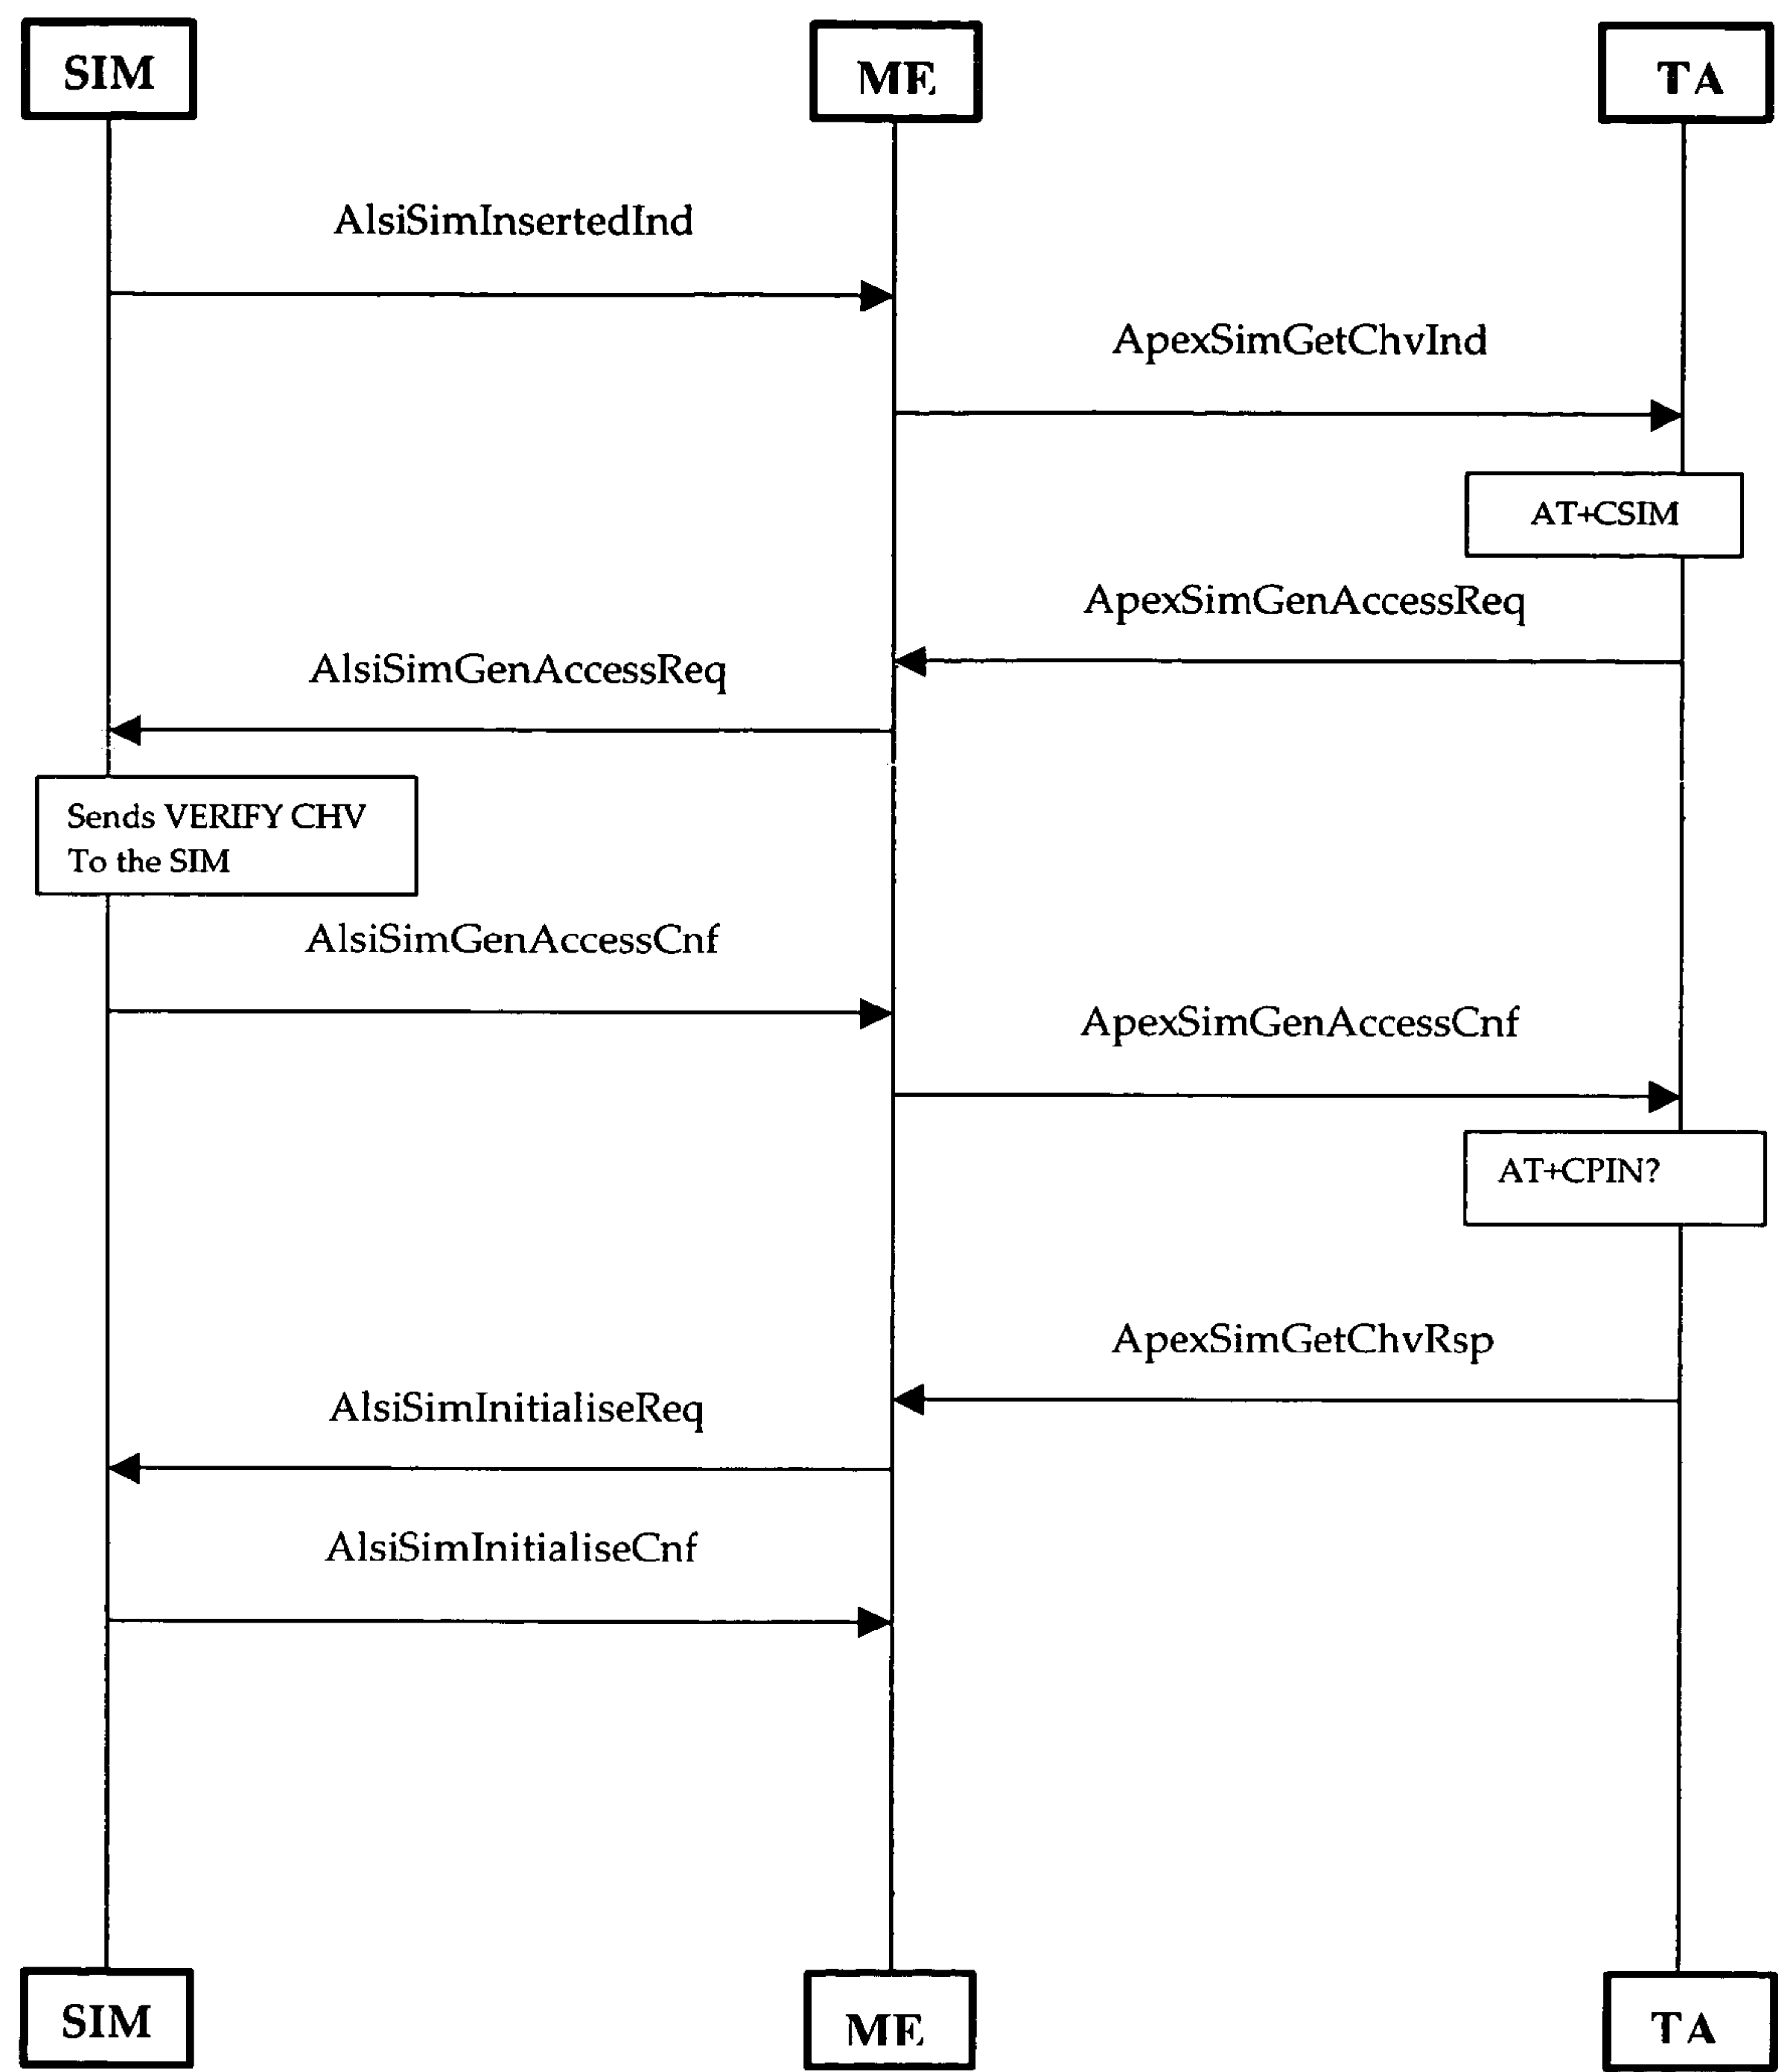 SIM
ME
TA
AlsiSimInsertedInd
ApexSimGetChvInd
AT+CSIM
ApexSimGenAccessReq
AlsiSimGenAccessReq
Sends VERIFY CHV
To the SIM
AlsiSimGenAccessCnf
ApexSimGenAccessCnf
AT+CPIN?
ApexSimGetChvRsp
AlsiSimInitialiseReq
AlsiSimInitialiseCnf
SIM
ME
TA